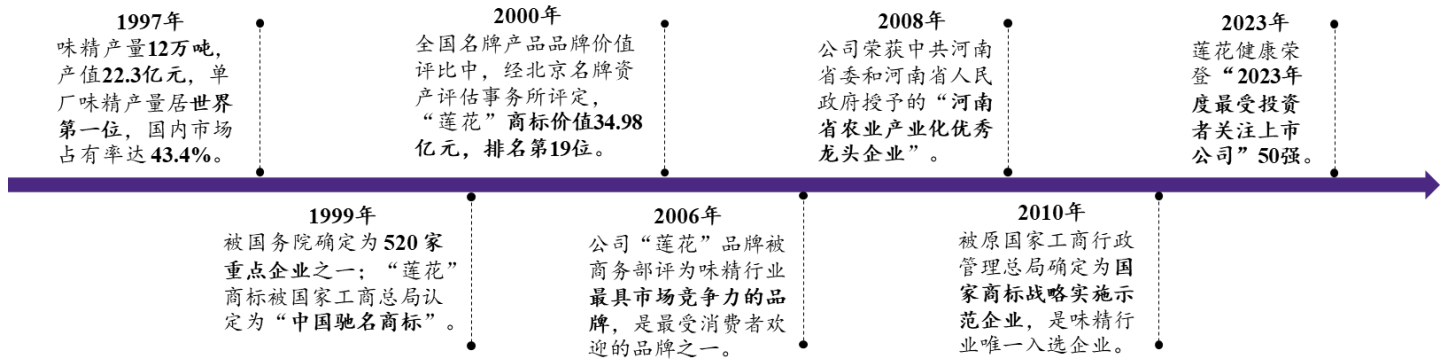 1997年
味精产量12万吨，
产值22.3亿元，单
厂味精产量居世界
第一位，国内市场
占有率达 43.4%。
2000年
全国名牌产品品牌价值
评比中，经北京名牌资
产评估事务所评定，
“莲花”商标价值34.98
亿元，排名第19位。
2008年
公司荣获中共河南
省委和河南省人民
政府授予的“河南
省农业产业化优秀
龙头企业”。
2023年
莲花健康荣
登“2023年
度最受投资
者关注上市
公司”50强。
1999年
被国务院确定为 520 家
重点企业之一；“莲花”
商标被国家工商总局认
定为“中国驰名商标”。
2006年
公司“莲花”品牌被
商务部评为味精行业
最具市场竞争力的品
牌，是最受消费者欢
迎的品牌之一。
2010年
被原国家工商行政
管理总局确定为国
家商标战略实施示
范企业，是味精行
业唯一入选企业。